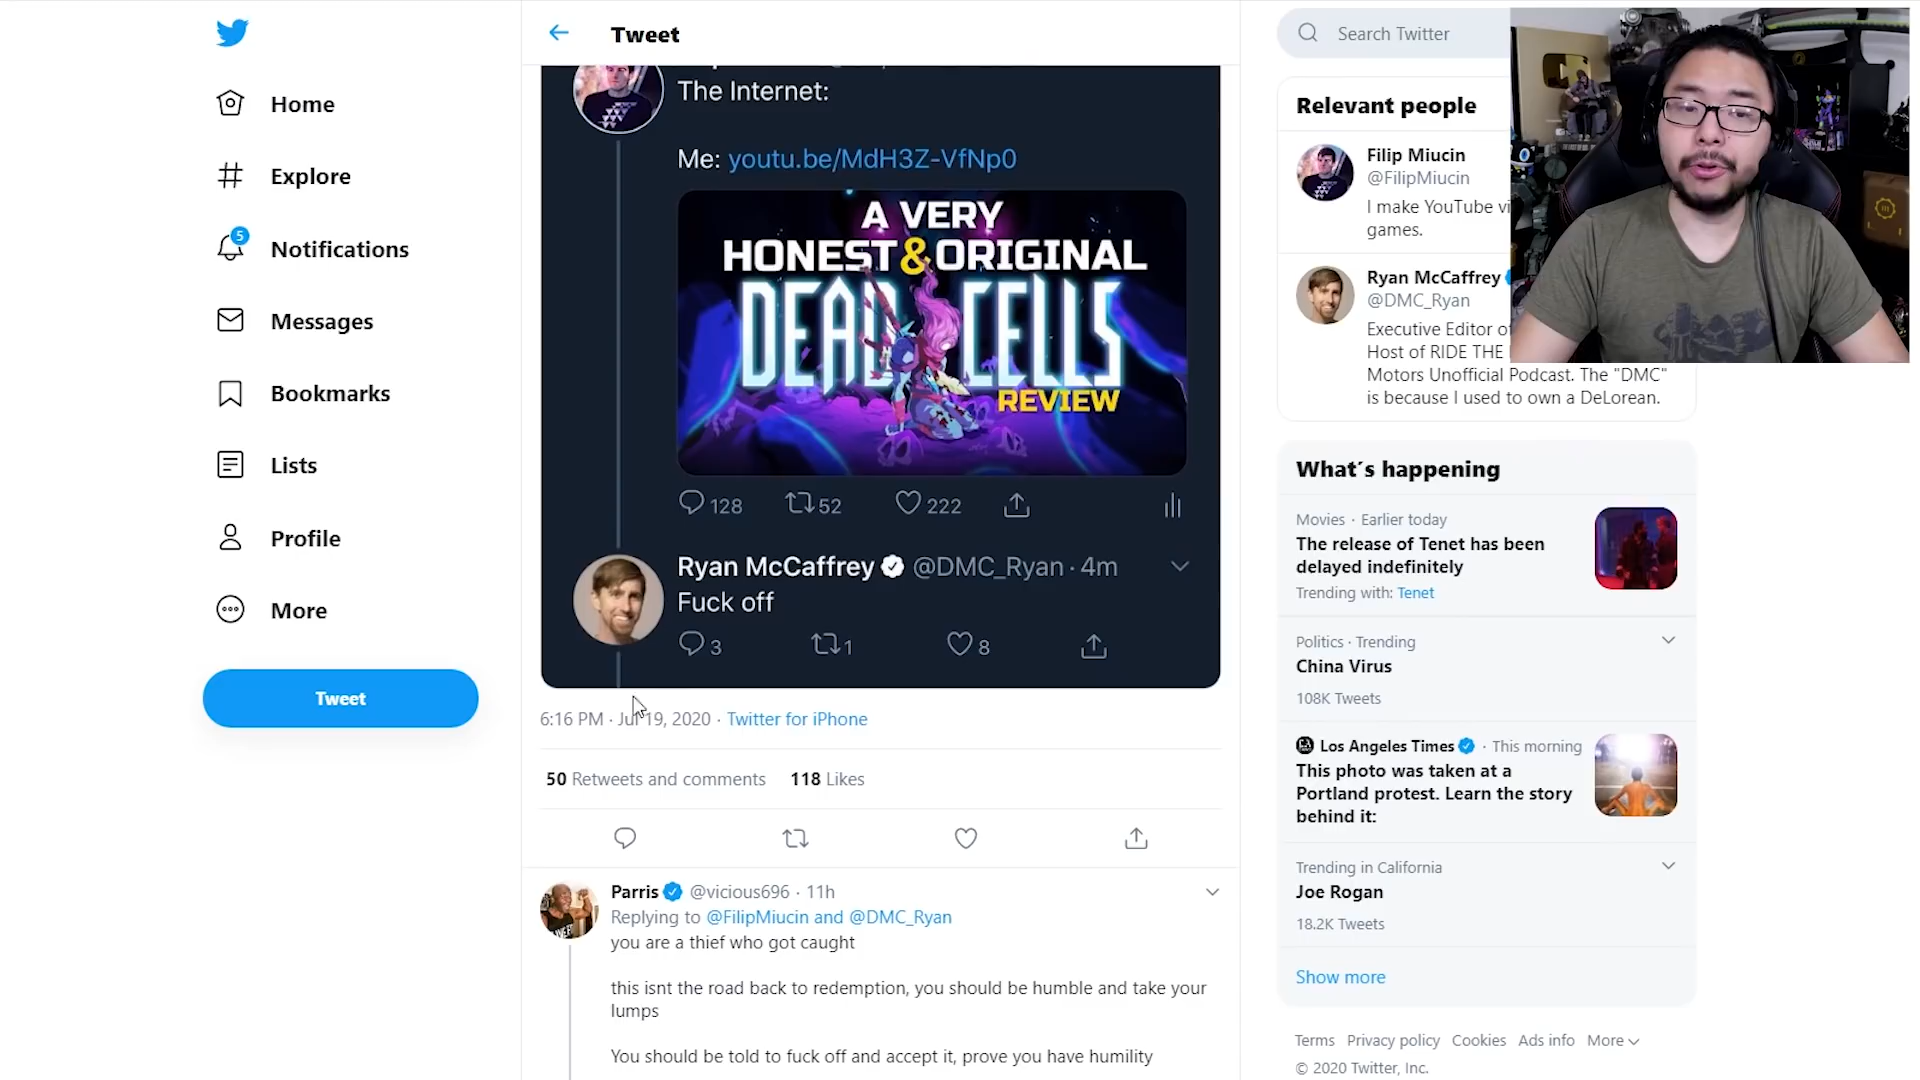 Tweet
Search Twitter
Home
Explore
5
Notifications
Messages
Bookmarks
Lists
Profile
More
Tweet
The Internet:
Me: youtu.be/MdH3Z-VfNp0
A VERY
HONEST & ORIGINAL
DEAD CELLS
REVIEW
128 52 222
Ryan McCaffrey @DMC_Ryan · 4m
Fuck off
3 1 8
6:16 PM · Jul 19, 2020 · Twitter for iPhone
50 Retweets and comments 118 Likes
Parris @vicious696 · 11h
Replying to @FilipMiucin and @DMC_Ryan
you are a thief who got caught
this isnt the road back to redemption, you should be humble and take your
lumps
You should be told to fuck off and accept it, prove you have humility
Relevant people
Filip Miucin
@FilipMiucin
I make YouTube
games.
Ryan McCaffrey
@DMC_Ryan
Executive Editor
Host of RIDE THE
Motors Unofficial Podcast. The "DMC"
is because I used to own a DeLorean.
What's happening
Movies · Earlier today
The release of Tenet has been
delayed indefinitely
Trending with: Tenet
Politics · Trending
China Virus
108K Tweets
Los Angeles Times · This morning
This photo was taken at a
Portland protest. Learn the story
behind it:
Trending in California
Joe Rogan
18.2K Tweets
Show more
Terms Privacy policy Cookies Ads info More
© 2020 Twitter, Inc.